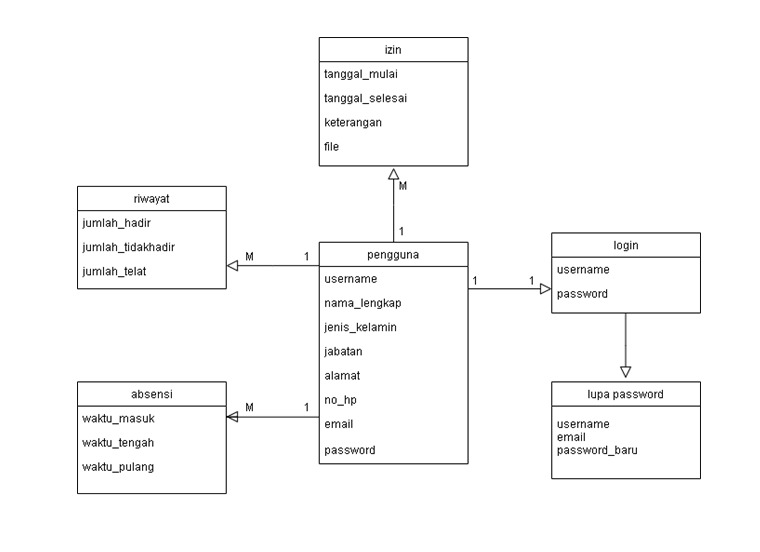 izin
tanggal_mulai
tanggal_selesai
keterangan
file
M
1
riwayat
jumlah_hadir
jumlah_tidakhadir
jumlah_telat
M
1
pengguna
username
nama_lengkap
jenis_kelamin
jabatan
alamat
no_hp
email
password
1
1
login
username
password
absensi
waktu_masuk
waktu_tengah
waktu_pulang
M
1
lupa password
username
email
password_baru